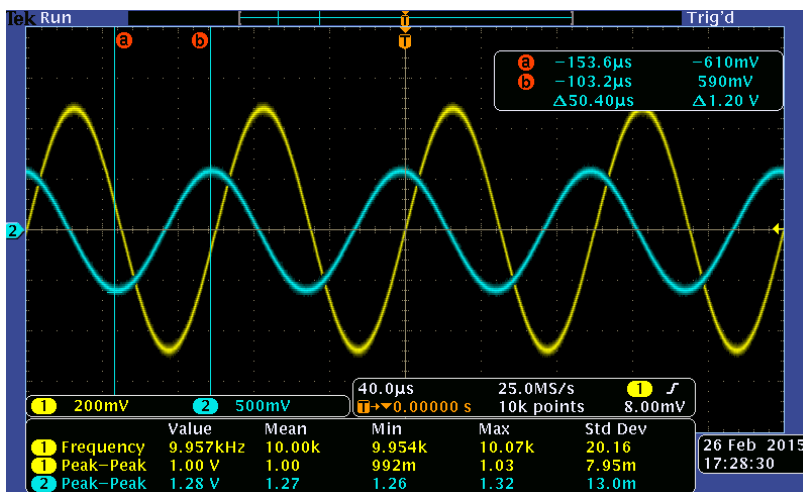 Tek Run Trig'd
a b T
a −153.6µs −610mV
b −103.2µs 590mV
Δ50.40µs Δ1.20 V
2
1 200mV 2 500mV
40.0µs 25.0MS/s 1
T→▼0.00000 s 10k points 8.00mV
Value Mean Min Max Std Dev
1 Frequency 9.957kHz 10.00k 9.954k 10.07k 20.16
1 Peak−Peak 1.00 V 1.00 992m 1.03 7.95m
2 Peak−Peak 1.28 V 1.27 1.26 1.32 13.0m
26 Feb 2015
17:28:30